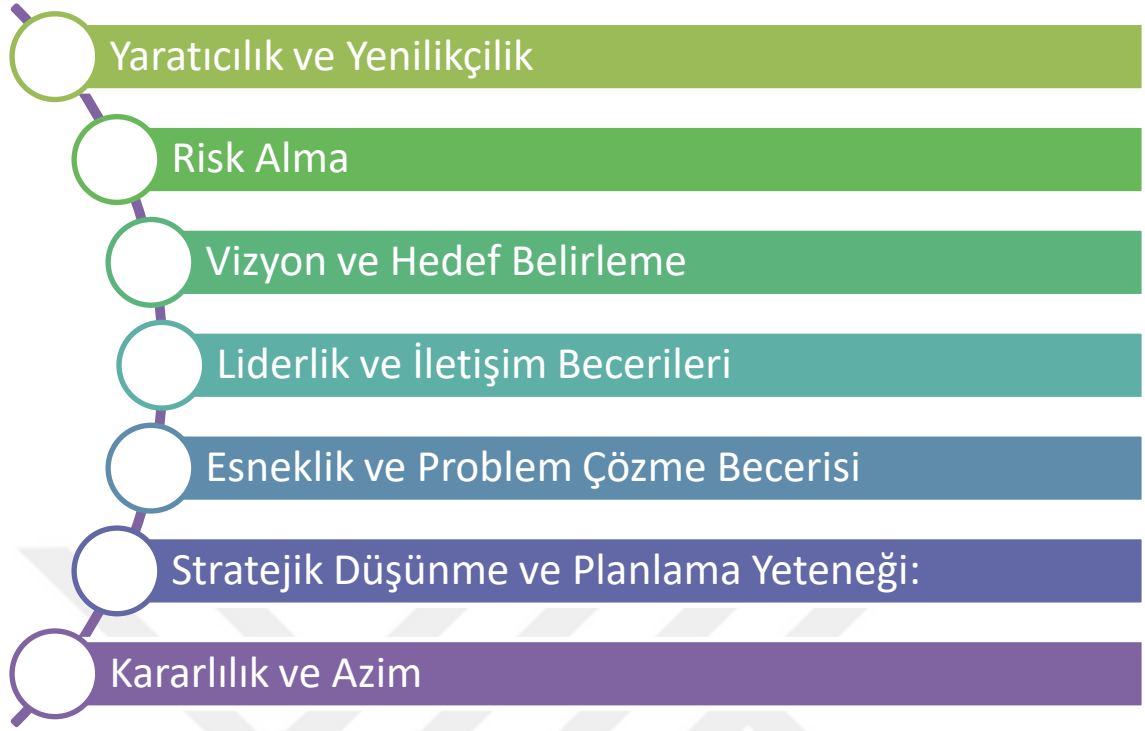 Yaratıcılık ve Yenilikçilik
Risk Alma
Vizyon ve Hedef Belirleme
Liderlik ve İletişim Becerileri
Esneklik ve Problem Çözme Becerisi
Stratejik Düşünme ve Planlama Yeteneği:
Kararlılık ve Azim